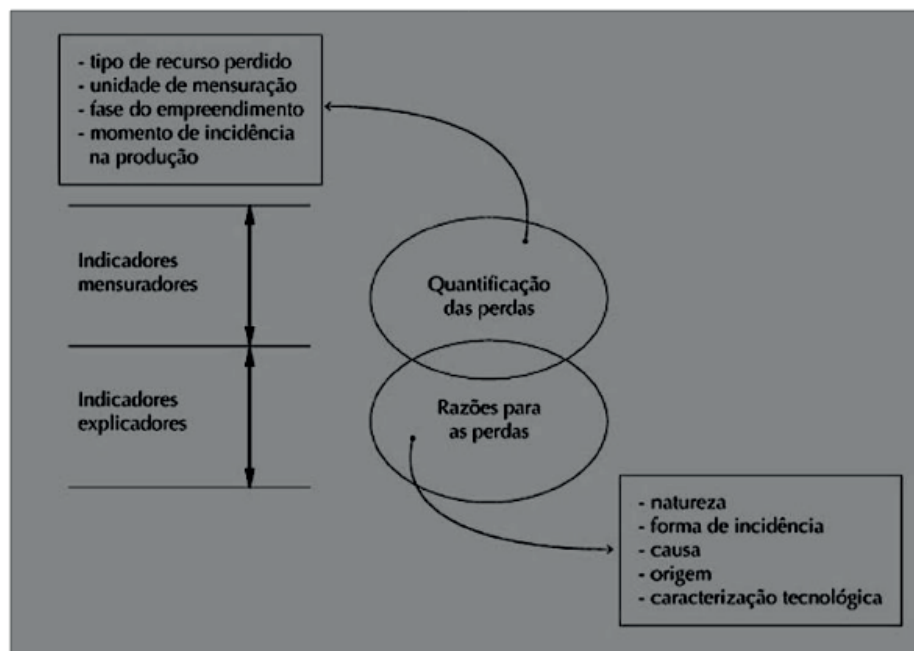 - tipo de recurso perdido
- unidade de mensuração
- fase do empreendimento
- momento de incidência
na produção
Indicadores
mensuradores
Quantificação
das perdas
Indicadores
explicadores
Razões para
as perdas
- natureza
- forma de incidência
- causa
- origem
- caracterização tecnológica